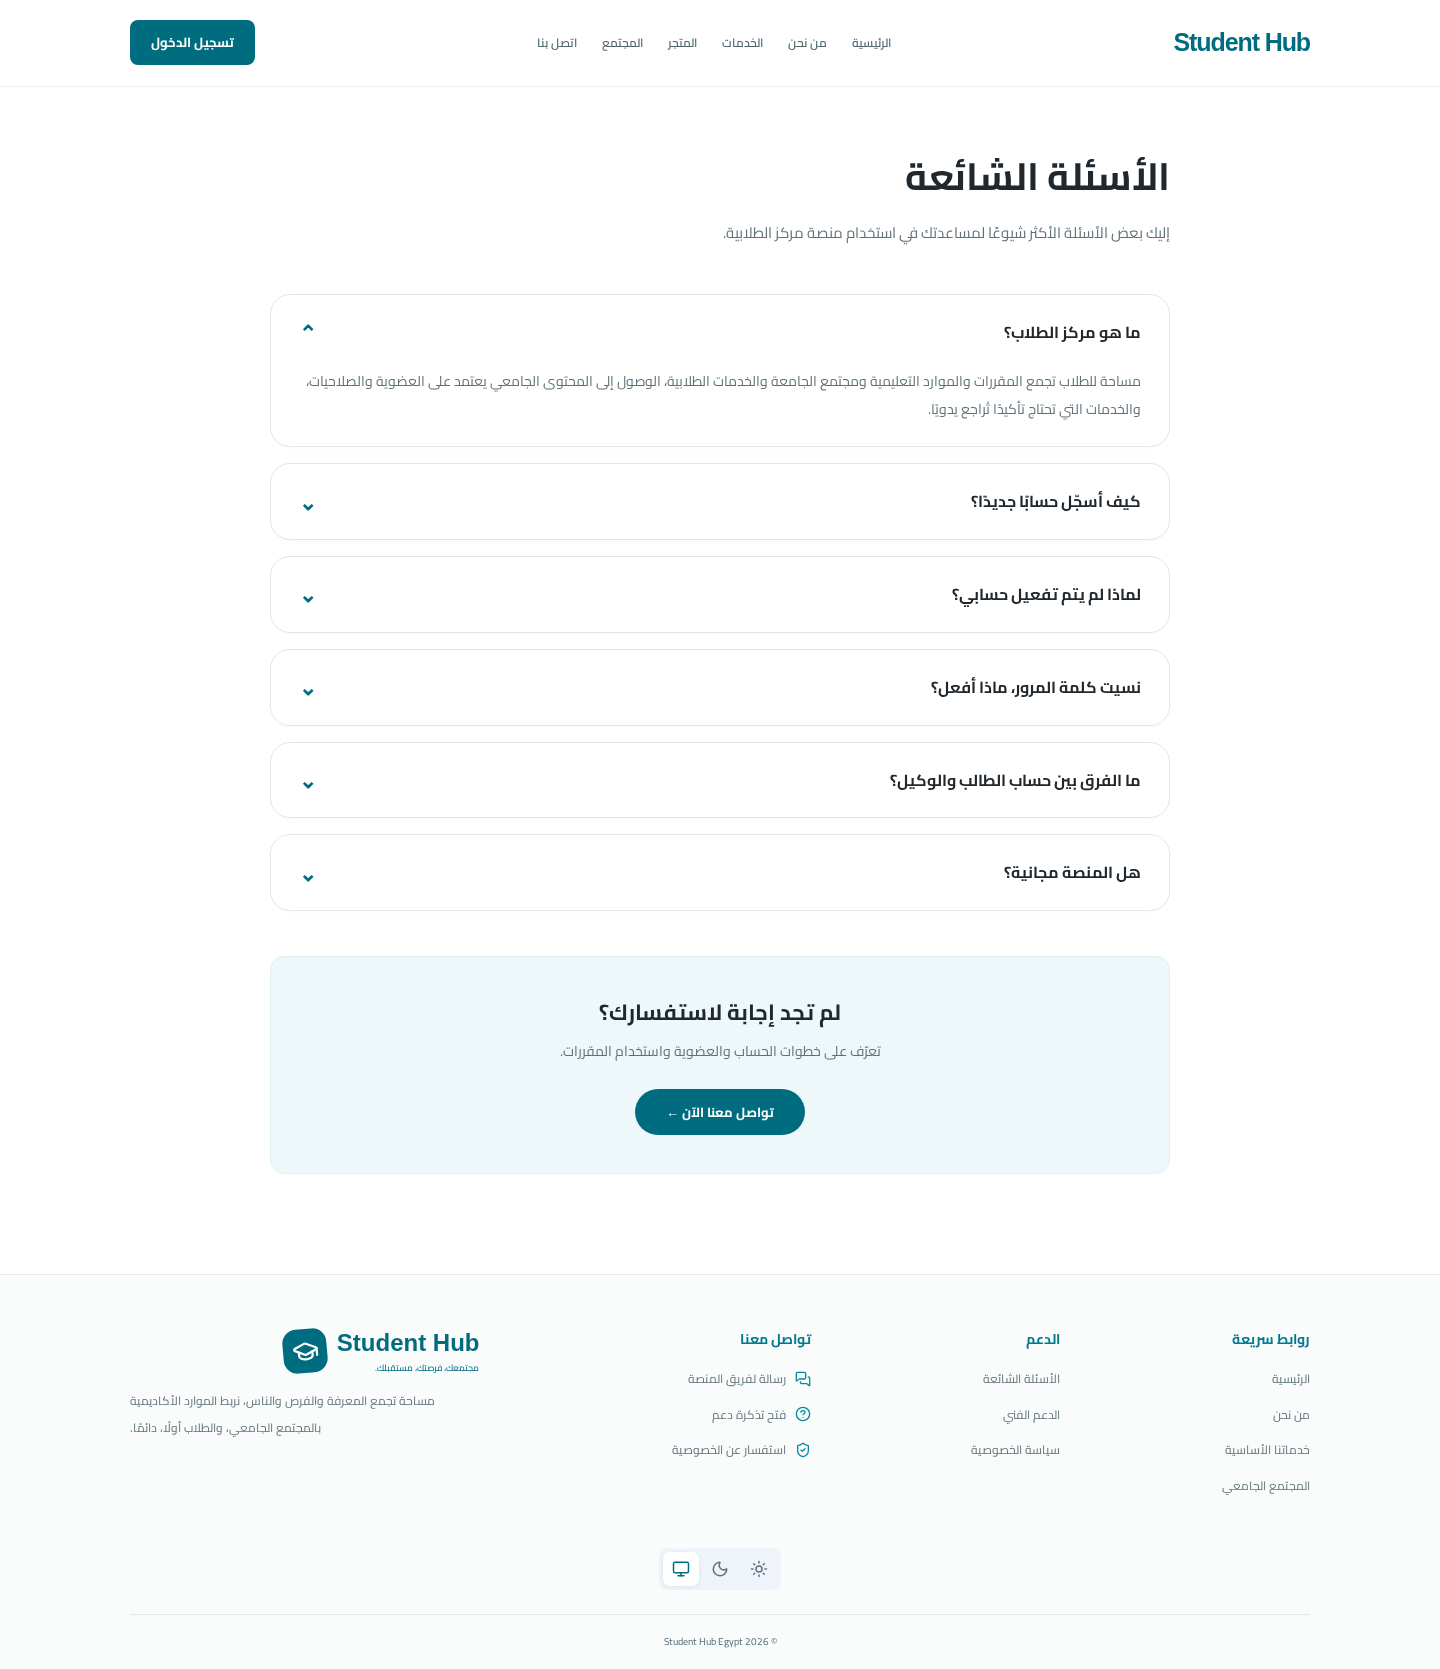 Student Hub
الرئيسية
من نحن
الخدمات
المتجر
المجتمع
اتصل بنا
تسجيل الدخول
الأسئلة الشائعة
إليك بعض الأسئلة الأكثر شيوعًا لمساعدتك في استخدام منصة مركز الطلابية.
ما هو مركز الطلاب؟
مساحة للطلاب تجمع المقررات والموارد التعليمية ومجتمع الجامعة والخدمات الطلابية، الوصول إلى المحتوى الجامعي يعتمد على العضوية والصلاحيات،
والخدمات التي تحتاج تأكيدًا تُراجع يدويًا.
كيف أسجّل حسابًا جديدًا؟
لماذا لم يتم تفعيل حسابي؟
نسيت كلمة المرور، ماذا أفعل؟
ما الفرق بين حساب الطالب والوكيل؟
هل المنصة مجانية؟
لم تجد إجابة لاستفسارك؟
تعرّف على خطوات الحساب والعضوية واستخدام المقررات.
تواصل معنا الآن ←
روابط سريعة
الرئيسية
من نحن
خدماتنا الأساسية
المجتمع الجامعي
الدعم
الأسئلة الشائعة
الدعم الفني
سياسة الخصوصية
تواصل معنا
رسالة لفريق المنصة
فتح تذكرة دعم
استفسار عن الخصوصية
Student Hub
مجتمعك، فرصتك، مستقبلك.
مساحة تجمع المعرفة والفرص والناس، نربط الموارد الأكاديمية
بالمجتمع الجامعي، والطلاب أولًا، دائمًا.
© 2026 Student Hub Egypt